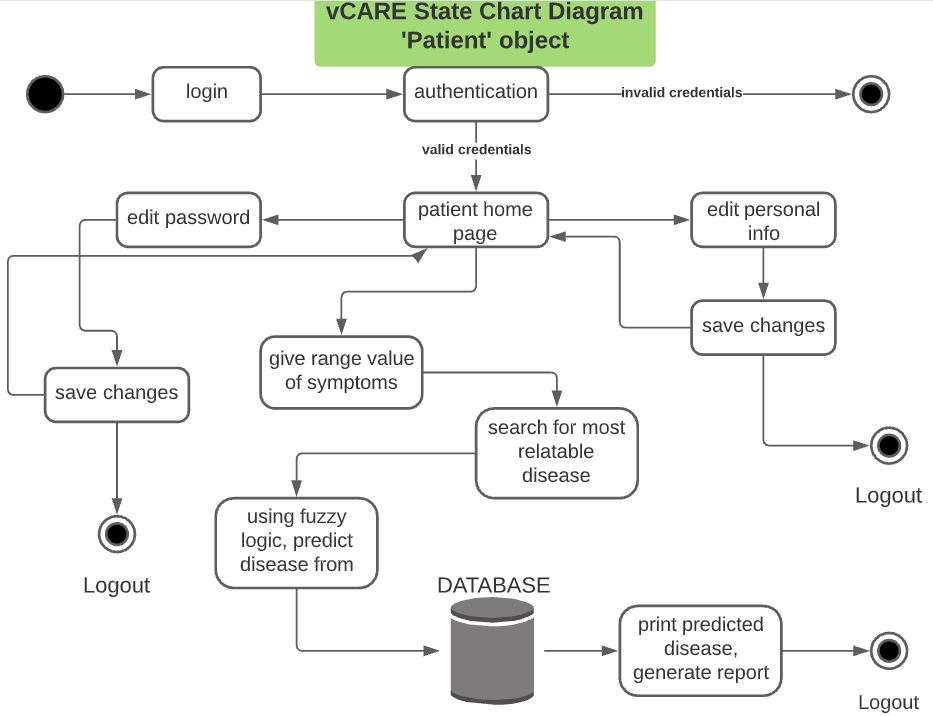 vCARE State Chart Diagram
'Patient' object
login
authentication
invalid credentials
valid credentials
edit password
patient home
page
edit personal
info
save changes
give range value
of symptoms
save changes
search for most
relatable
disease
Logout
using fuzzy
logic, predict
disease from
Logout
DATABASE
print predicted
disease,
generate report
Logout